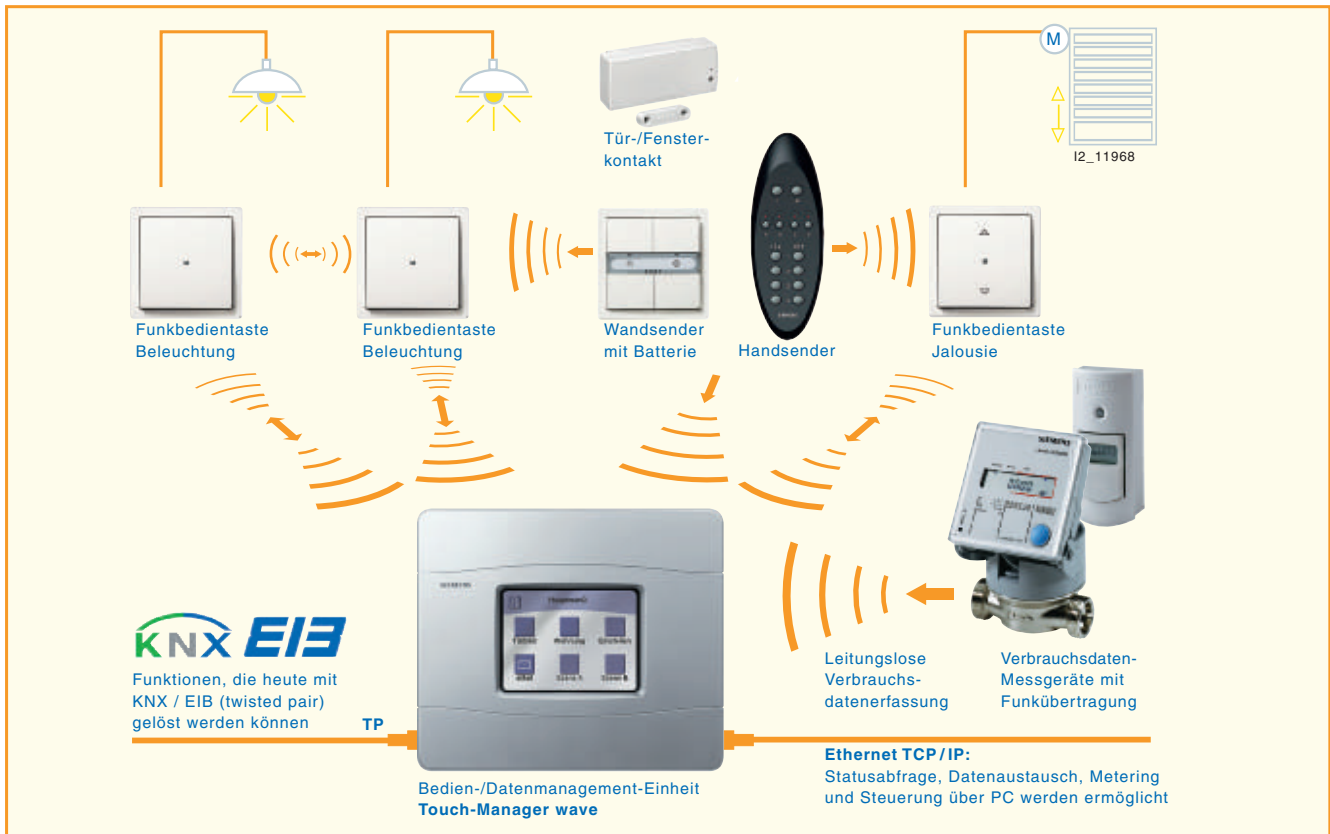 M
I2_11968
Tür-/Fenster-
kontakt
Funkbedientaste
Beleuchtung
Funkbedientaste
Beleuchtung
Wandsender
mit Batterie
Handsender
Funkbedientaste
Jalousie
SIEMENS
SIEMENS
KNX EIB
Funktionen, die heute mit
KNX / EIB (twisted pair)
gelöst werden können
TP
Leitungslose
Verbrauchs-
datenerfassung
Verbrauchsdaten-
Messgeräte mit
Funkübertragung
Ethernet TCP/IP:
Statusabfrage, Datenaustausch, Metering
und Steuerung über PC werden ermöglicht
Bedien-/Datenmanagement-Einheit
Touch-Manager wave